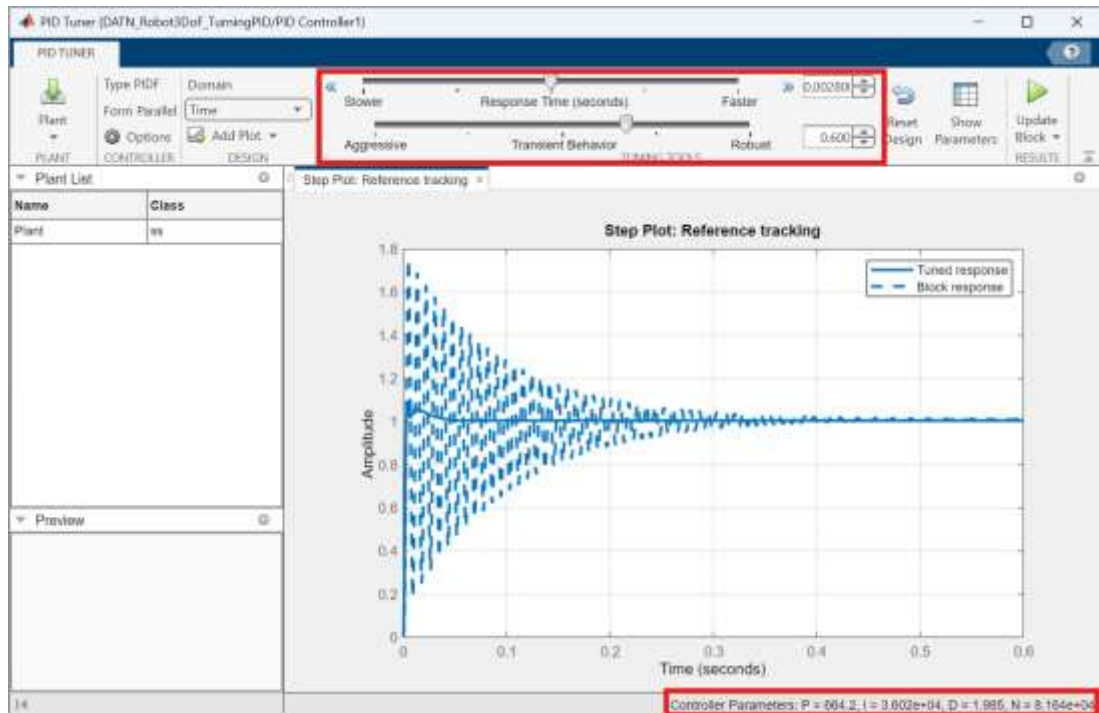 PID Tuner (DATN_Robot3Dof_TurningPID/PID Controller1)
PID TUNER
Plant
PLANT
Type PIDF
Form Parallel
Options
CONTROLLER
Domain
Time
Add Plot
DESIGN
Slower Response Time (seconds) Faster
Aggressive Transient Behavior Robust 0.600
TUNING TOOLS
Reset Design
Show Parameters
Update Block
RESULTS
Plant List
Name Class
Plant ss
Preview
Step Plot: Reference tracking
Step Plot: Reference tracking
Tuned response
Block response
1.8
1.6
1.4
1.2
1
0.8
0.6
0.4
0.2
0
Amplitude
0 0.1 0.2 0.3 0.4 0.5 0.6
Time (seconds)
Controller Parameters: P = 664.2, I = 3.602e+04, D = 1.985, N = 8.164e+04